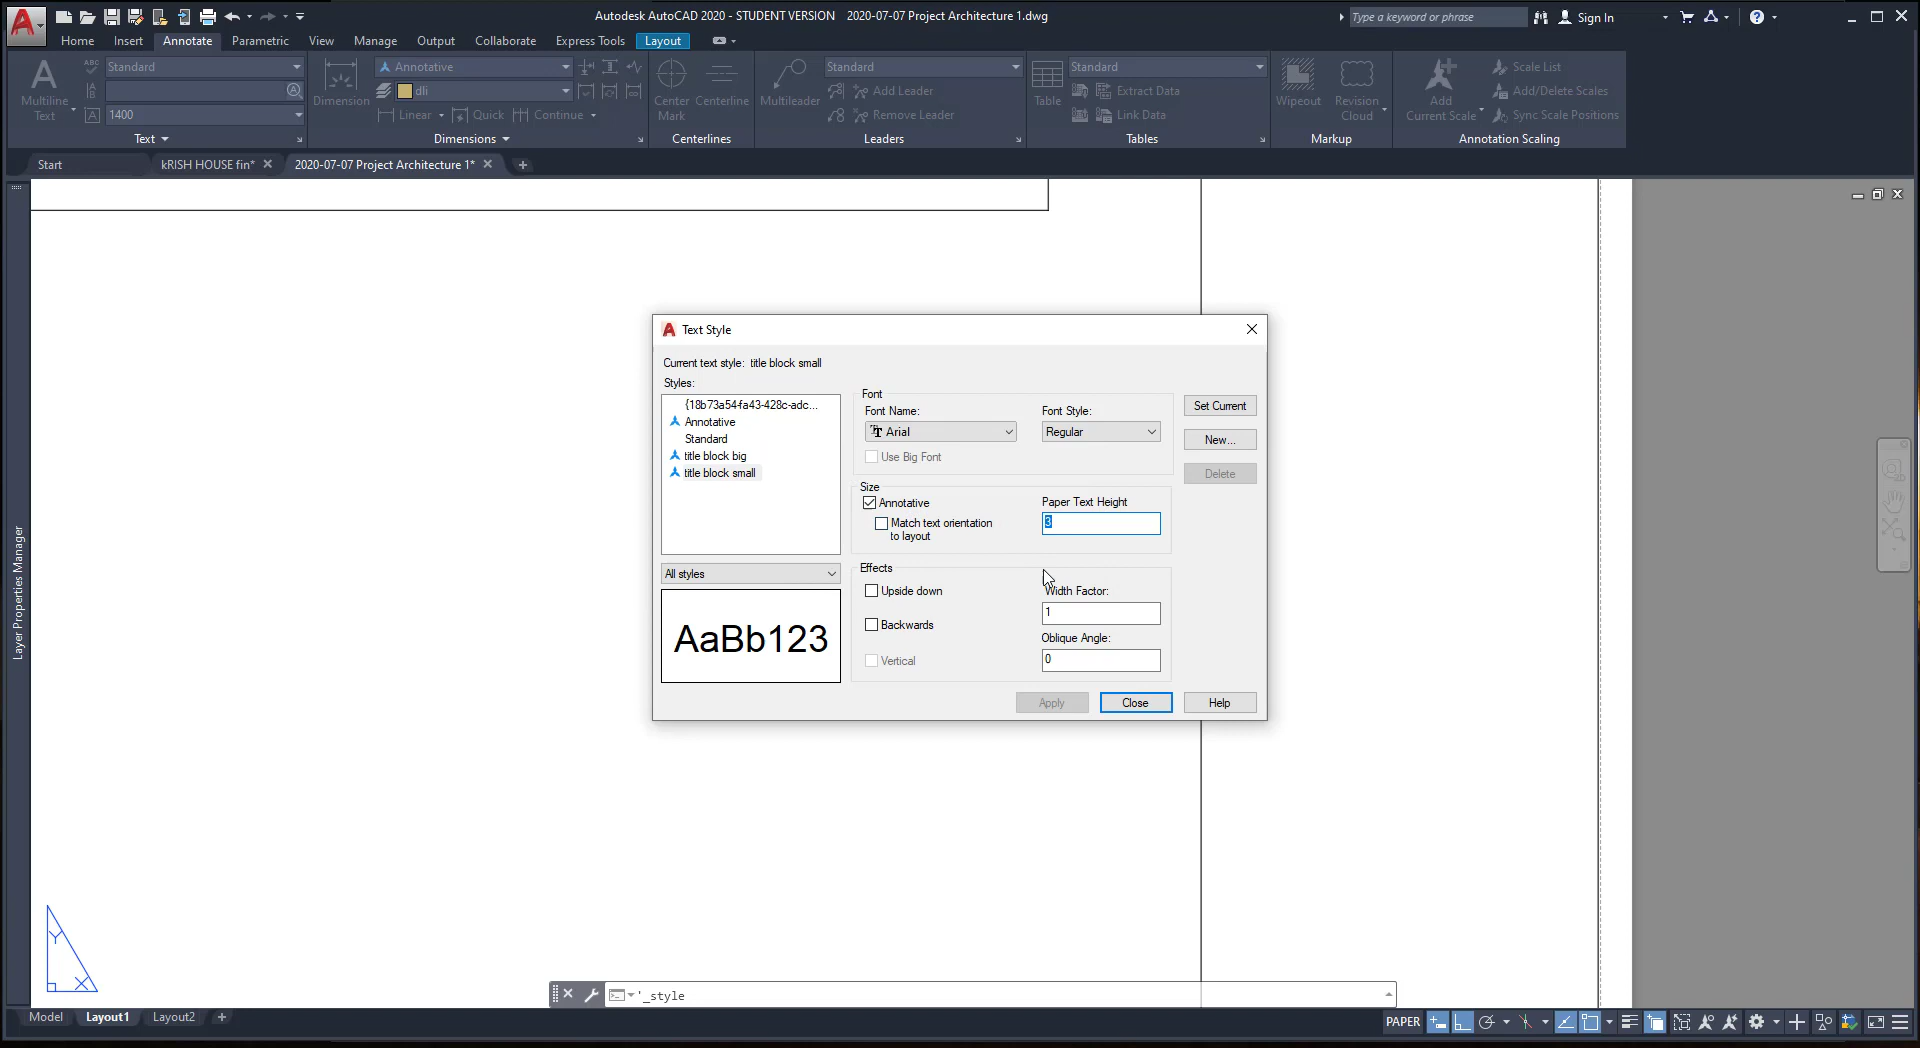 Autodesk AutoCAD 2020 - STUDENT VERSION 2020-07-07 Project Architecture 1.dwg
Type a keyword or phrase
Sign In
Home Insert Annotate Parametric View Manage Output Collaborate Express Tools Layout
Multiline
Text
Standard
1400
Text
Dimension
Annotative
dli
Linear Quick Continue
Dimensions
Center
Mark
Centerline
Centerlines
Multileader
Standard
Add Leader
Remove Leader
Leaders
Table
Standard
Extract Data
Link Data
Tables
Wipeout
Revision
Cloud
Markup
Add
Current Scale
Scale List
Add/Delete Scales
Sync Scale Positions
Annotation Scaling
Start kRISH HOUSE fin* 2020-07-07 Project Architecture 1*
Layer Properties Manager
Text Style
Current text style: title block small
Styles:
{18b73a54-fa43-428c-adc...
Annotative
Standard
title block big
title block small
All styles
AaBb123
Font
Font Name:
Arial
Font Style:
Regular
Use Big Font
Size
Annotative
Match text orientation
to layout
Paper Text Height
3
Effects
Upside down
Backwards
Vertical
Width Factor:
1
Oblique Angle:
0
Set Current
New...
Delete
Apply Close Help
Y
X
'_style
Model Layout1 Layout2
PAPER